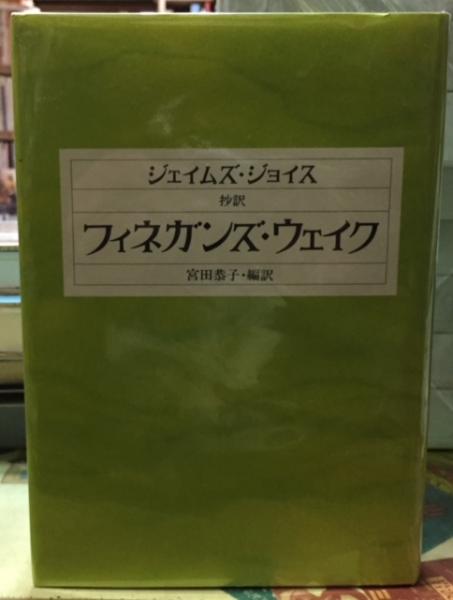 ジェイムズ・ジョイス
抄訳
フィネガンズ・ウェイク
宮田恭子・編訳